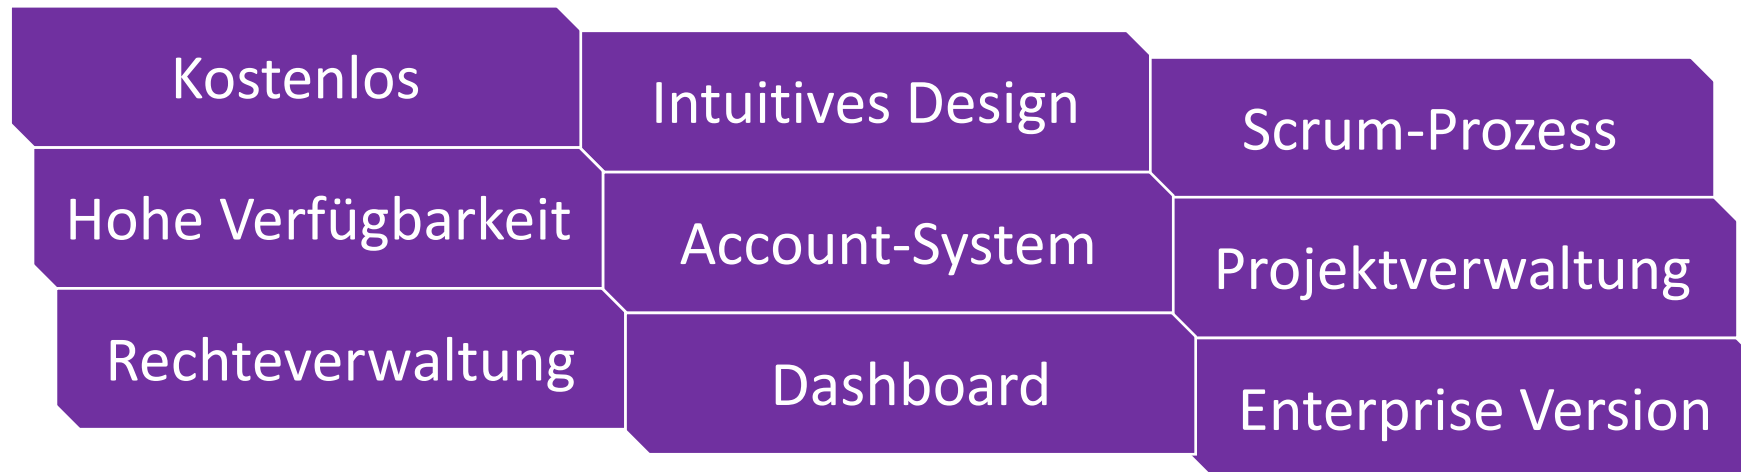 Kostenlos
Intuitives Design
Scrum-Prozess
Hohe Verfügbarkeit
Account-System
Projektverwaltung
Rechteverwaltung
Dashboard
Enterprise Version